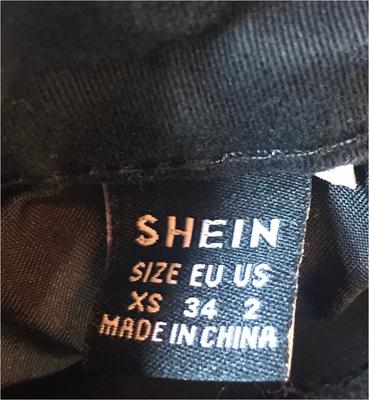 SHEIN
SIZE EU US
XS 34 2
MADE IN CHINA